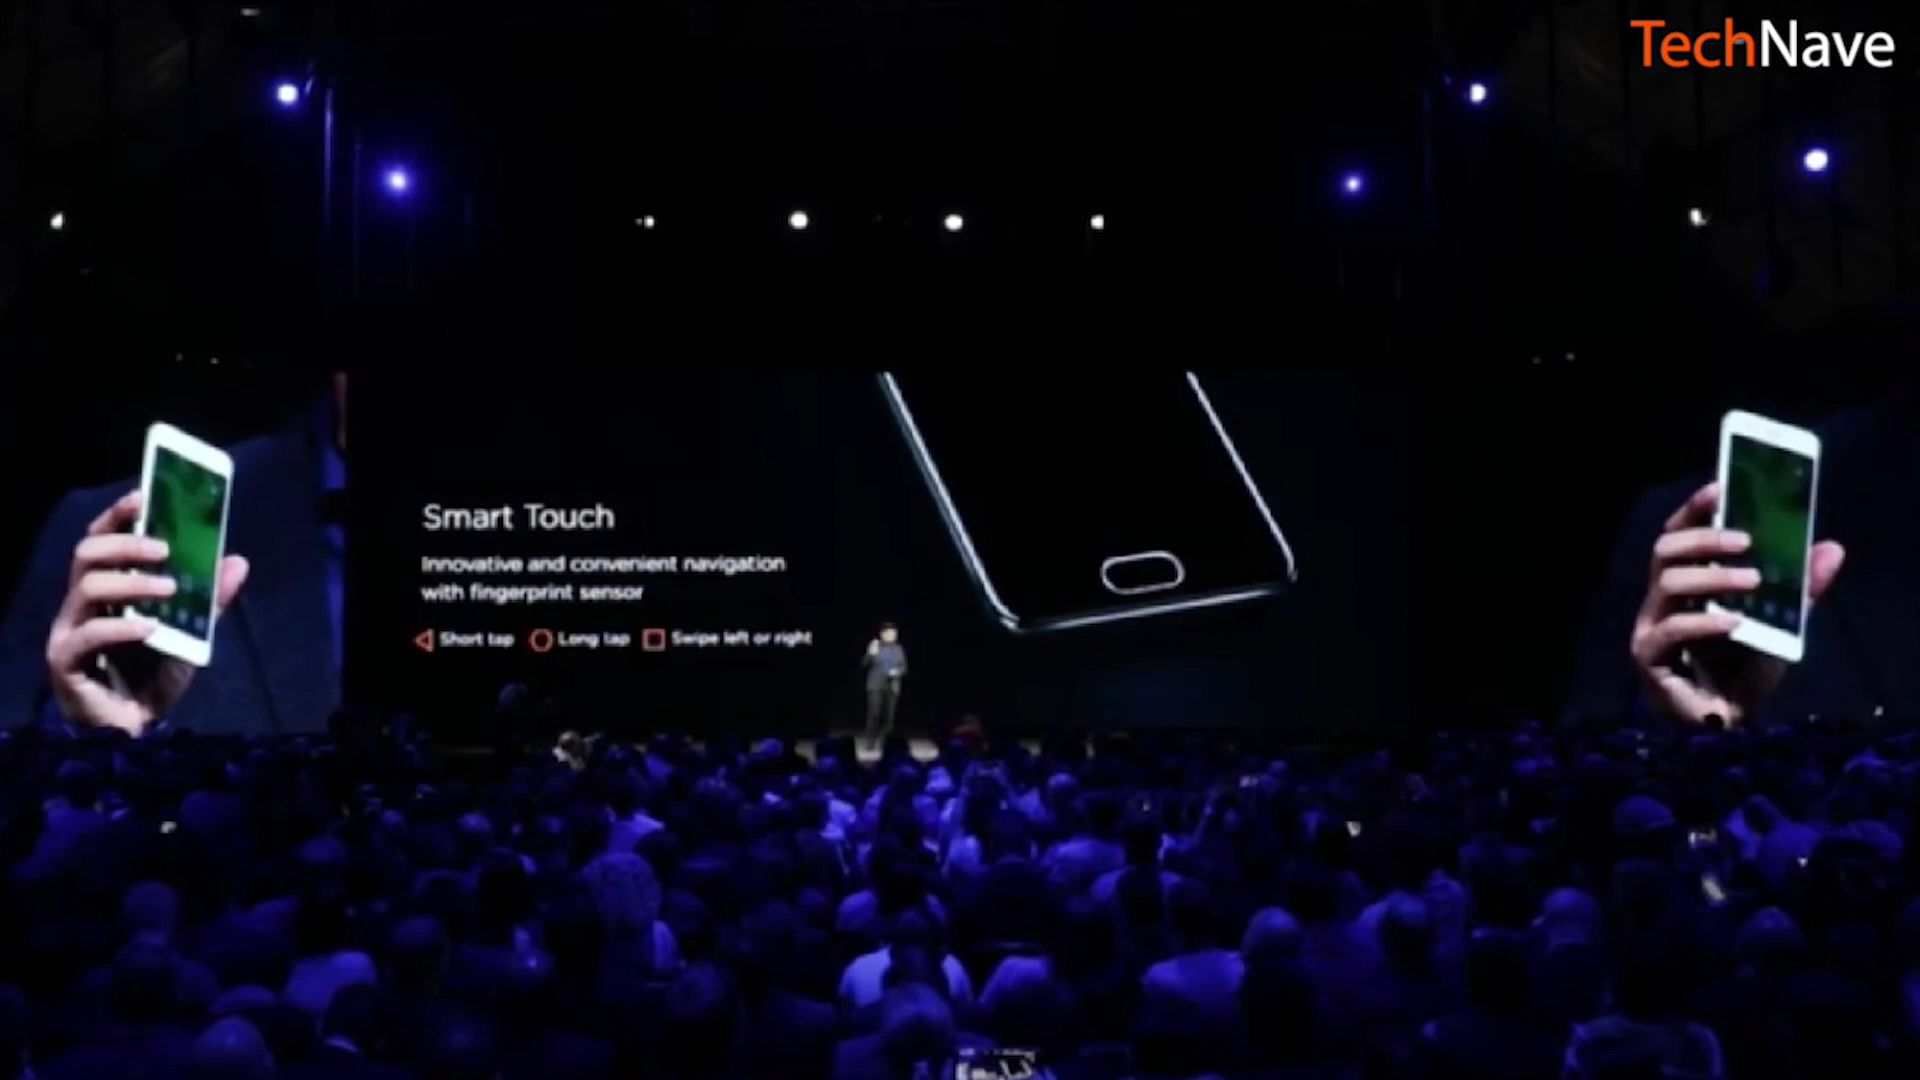 TechNave
Smart Touch
Innovative and convenient navigation
with fingerprint sensor
Short tap Long tap Swipe left or right